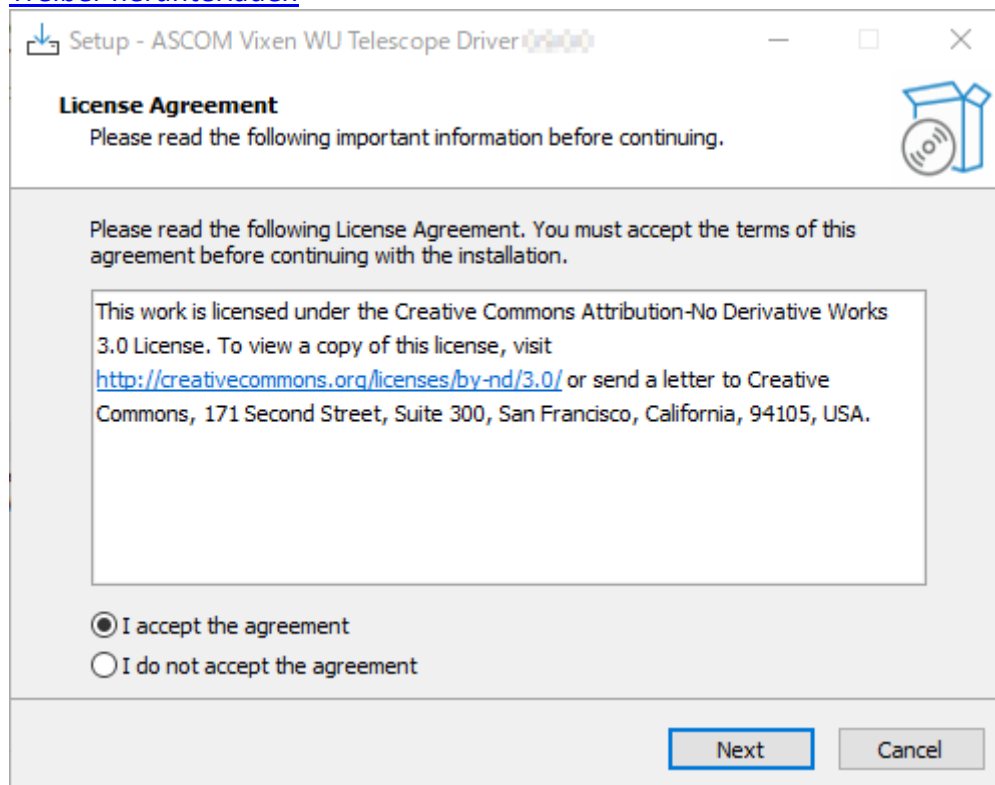 herunterladen
Setup - ASCOM Vixen WU Telescope Driver
License Agreement
Please read the following important information before continuing.
Please read the following License Agreement. You must accept the terms of this
agreement before continuing with the installation.
This work is licensed under the Creative Commons Attribution-No Derivative Works
3.0 License. To view a copy of this license, visit
http://creativecommons.org/licenses/by-nd/3.0/ or send a letter to Creative
Commons, 171 Second Street, Suite 300, San Francisco, California, 94105, USA.
I accept the agreement
I do not accept the agreement
Next
Cancel